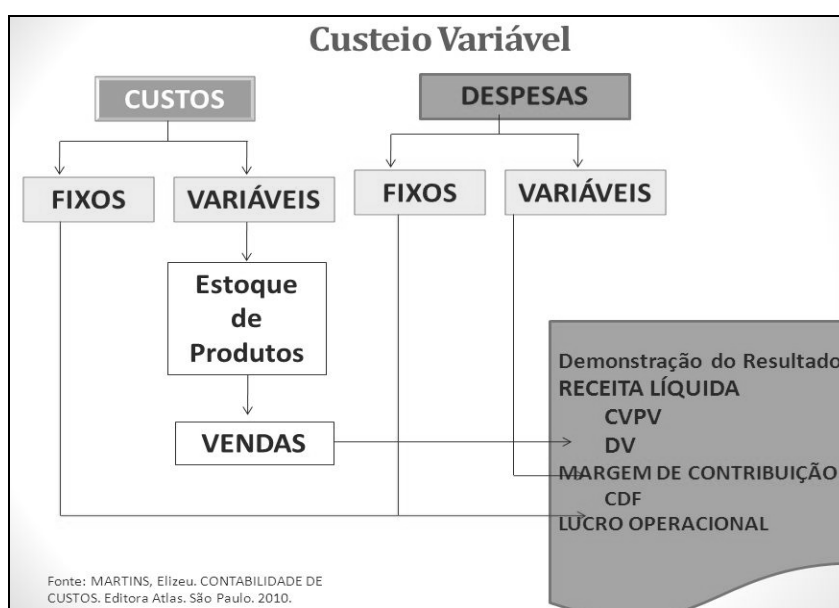 Custeio Variável
CUSTOS
DESPESAS
FIXOS
VARIÁVEIS
FIXOS
VARIÁVEIS
Estoque
de
Produtos
VENDAS
Demonstração do Resultado
RECEITA LÍQUIDA
CVPV
DV
MARGEM DE CONTRIBUIÇÃO
CDF
LUCRO OPERACIONAL
Fonte: MARTINS, Elizeu. CONTABILIDADE DE
CUSTOS. Editora Atlas. São Paulo. 2010.